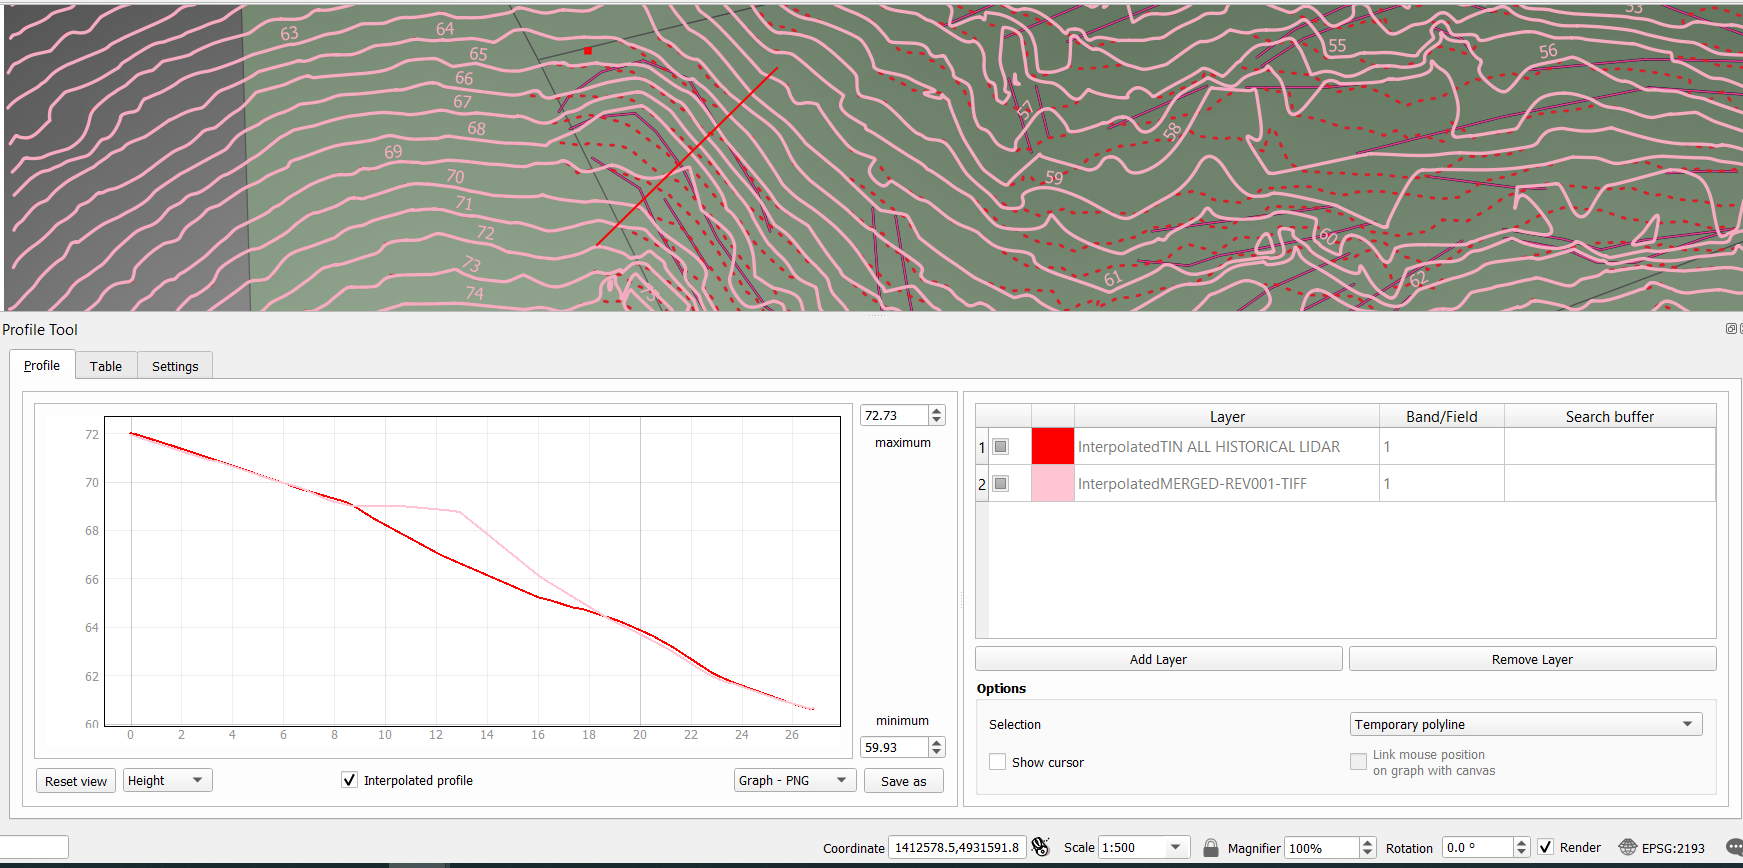 63
64
65
66
67
68
69
70
71
72
73
74
53
55
56
57
58
59
60
61
62
Profile Tool
Profile
Table
Settings
72
70
68
66
64
62
60
0 2 4 6 8 10 12 14 16 18 20 22 24 26
72.73
maximum
minimum
59.93
Reset view
Height
Interpolated profile
Graph - PNG
Save as
Layer Band/Field Search buffer
1 InterpolatedTIN ALL HISTORICAL LIDAR 1
2 InterpolatedMERGED-REV001-TIFF 1
Add Layer
Remove Layer
Options
Selection
Temporary polyline
Show cursor
Link mouse position
on graph with canvas
Coordinate 1412578.5,4931591.8 Scale 1:500 Magnifier 100% Rotation 0.0 ° Render EPSG:2193